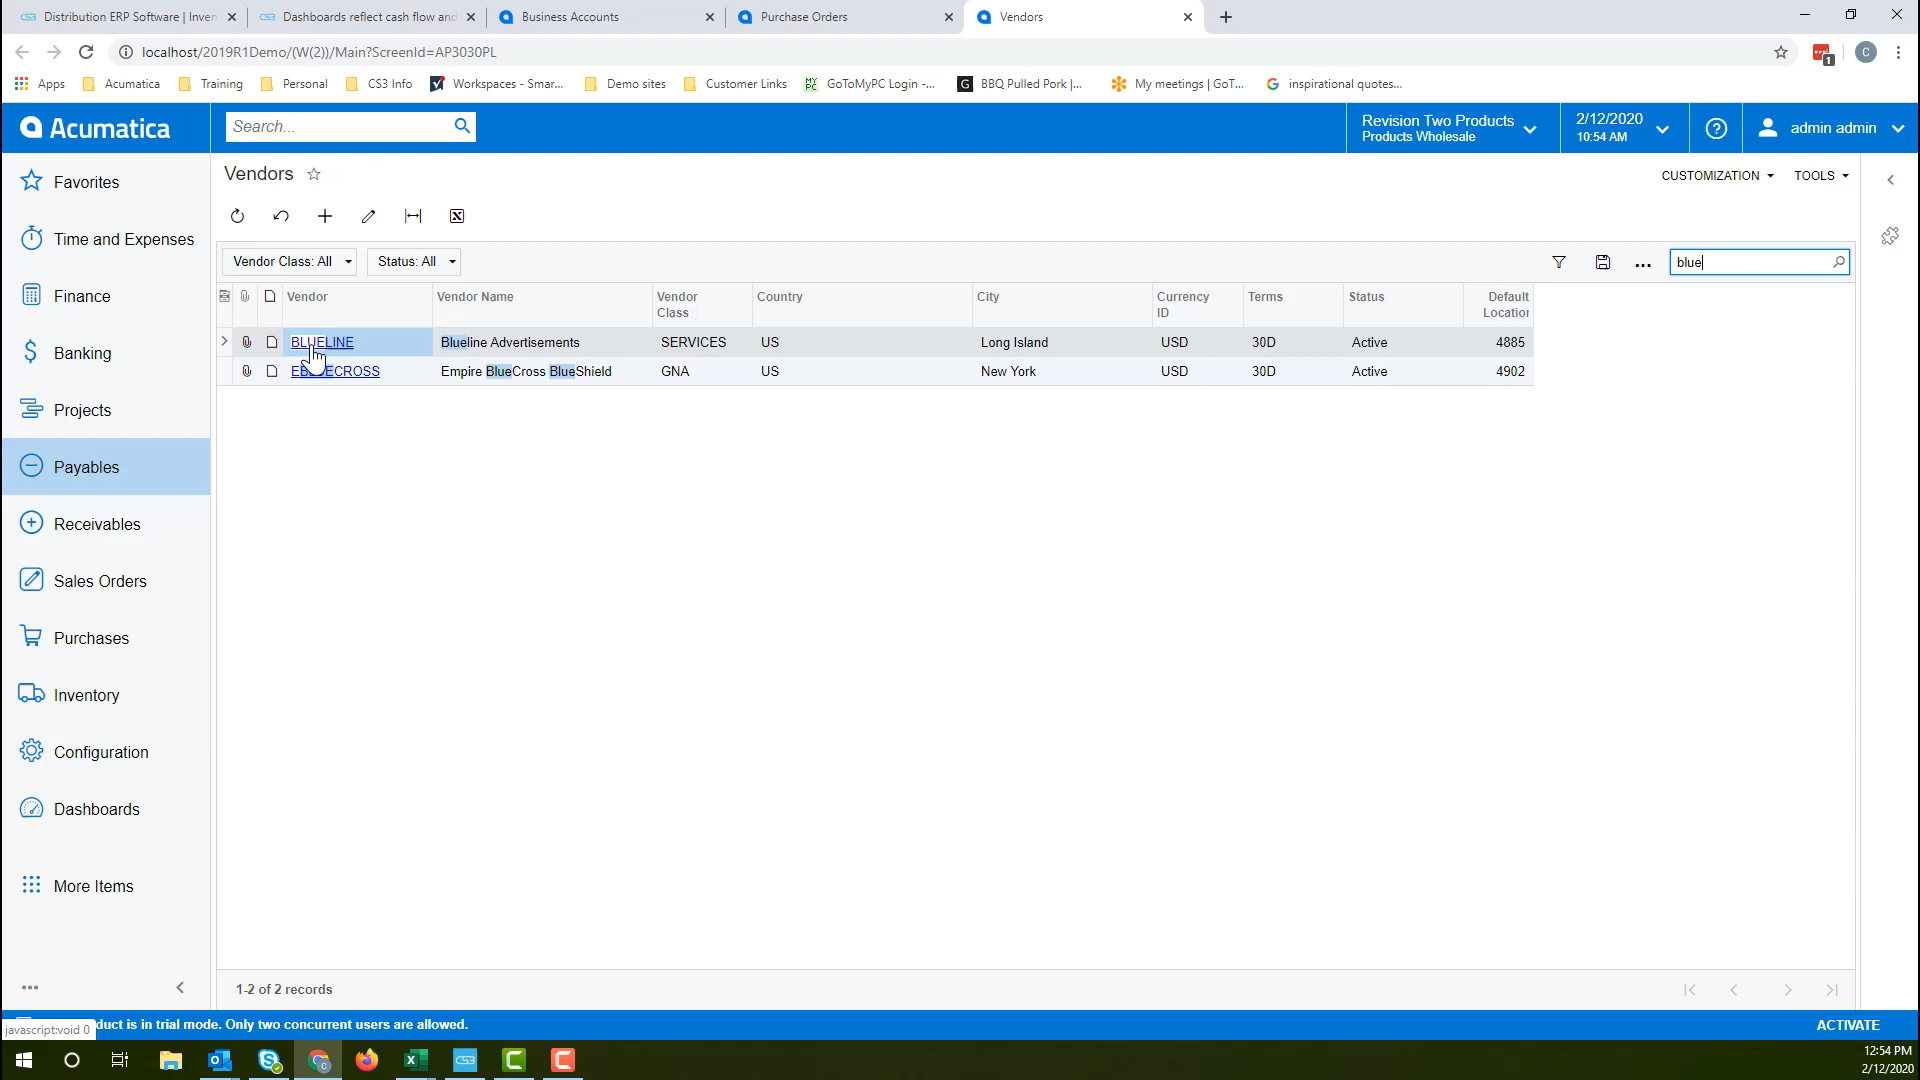 Distribution ERP Software | Inven
Dashboards reflect cash flow and
Business Accounts
Purchase Orders
Vendors
localhost/2019R1Demo/(W(2))/Main?ScreenId=AP3030PL
1
C
Apps
Acumatica
Training
Personal
CS3 Info
Workspaces - Smar...
Demo sites
Customer Links
MY PC
GoToMyPC Login -...
G
BBQ Pulled Pork |...
My meetings | GoT...
G
inspirational quotes...
Acumatica
Search...
Revision Two Products
Products Wholesale
2/12/2020
10:54 AM
admin admin
Favorites
Time and Expenses
Finance
Banking
Projects
Payables
Receivables
Sales Orders
Purchases
Inventory
Configuration
Dashboards
More Items
Vendors
CUSTOMIZATION
TOOLS
Vendor Class: All
Status: All
blue
Vendor Vendor Name Vendor Class Country City Currency ID Terms Status Default Location
BLUELINE Blueline Advertisements SERVICES US Long Island USD 30D Active 4885
EBLUECROSS Empire BlueCross BlueShield GNA US New York USD 30D Active 4902
1-2 of 2 records
javascript:void 0
duct is in trial mode. Only two concurrent users are allowed.
ACTIVATE
CS3
12:54 PM
2/12/2020